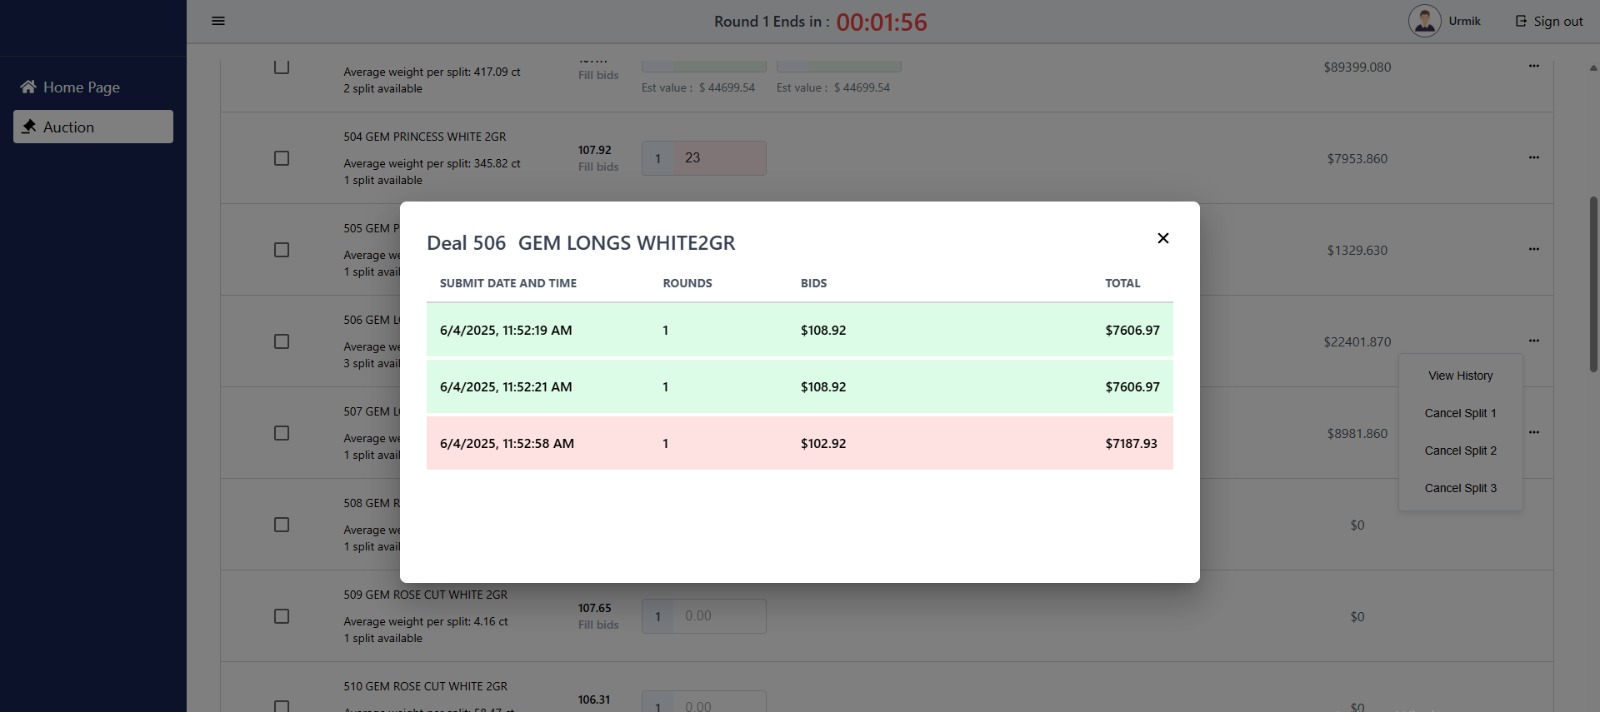 Round 1 Ends in : 00:01:56
Urmik
Sign out
Home Page
Auction
Average weight per split: 417.09 ct
2 split available
Fill bids
Est value : $ 44699.54
Est value : $ 44699.54
$89399.080
504 GEM PRINCESS WHITE 2GR
Average weight per split: 345.82 ct
1 split available
107.92
Fill bids
1 23
$7953.860
505 GEM P
Average we
1 split avail
$1329.630
506 GEM L
Average we
3 split avail
$22401.870
507 GEM L
Average we
1 split avail
$8981.860
508 GEM R
Average we
1 split avail
$0
Deal 506 GEM LONGS WHITE2GR
SUBMIT DATE AND TIME ROUNDS BIDS TOTAL
6/4/2025, 11:52:19 AM 1 $108.92 $7606.97
6/4/2025, 11:52:21 AM 1 $108.92 $7606.97
6/4/2025, 11:52:58 AM 1 $102.92 $7187.93
View History
Cancel Split 1
Cancel Split 2
Cancel Split 3
509 GEM ROSE CUT WHITE 2GR
Average weight per split: 4.16 ct
1 split available
107.65
Fill bids
1 0.00
$0
510 GEM ROSE CUT WHITE 2GR
Average weight per split: 58.47 ct
106.31
1 0.00
$0